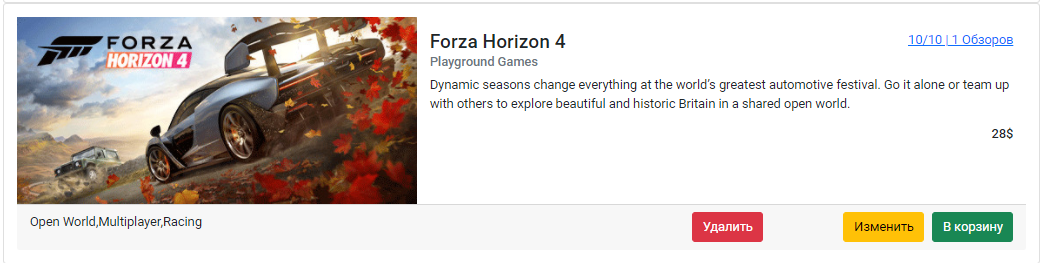 FORZA
HORIZON 4
Forza Horizon 4
10/10 | 1 Обзоров
Playground Games
Dynamic seasons change everything at the world's greatest automotive festival. Go it alone or team up
with others to explore beautiful and historic Britain in a shared open world.
28$
Open World,Multiplayer,Racing
Удалить
Изменить
В корзину